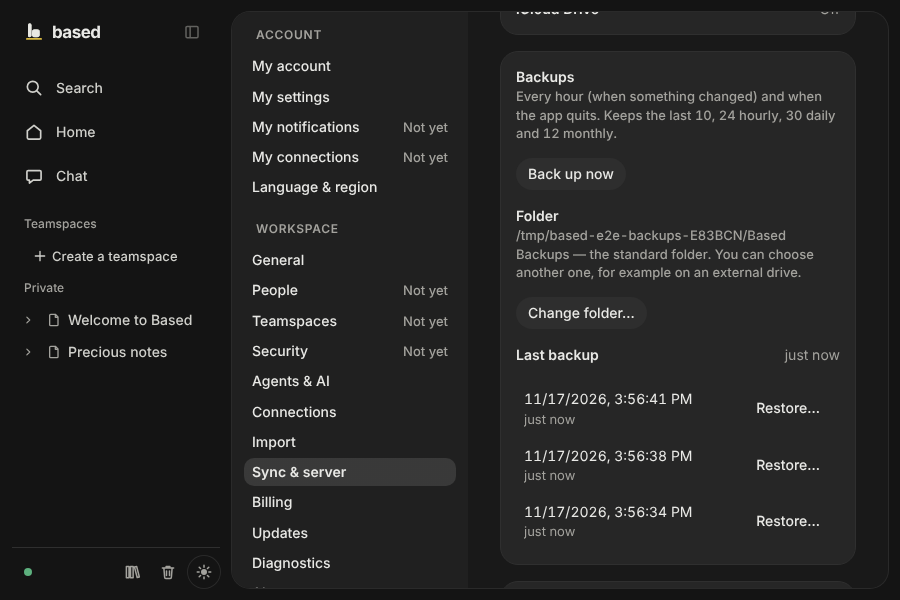 based
Search
Home
Chat
Teamspaces
+ Create a teamspace
Private
Welcome to Based
Precious notes
ACCOUNT
My account
My settings
My notifications Not yet
My connections Not yet
Language & region
WORKSPACE
General
People Not yet
Teamspaces Not yet
Security Not yet
Agents & AI
Connections
Import
Sync & server
Billing
Updates
Diagnostics
iCloud Drive Off
Backups
Every hour (when something changed) and when
the app quits. Keeps the last 10, 24 hourly, 30 daily
and 12 monthly.
Back up now
Folder
/tmp/based-e2e-backups-E83BCN/Based
Backups — the standard folder. You can choose
another one, for example on an external drive.
Change folder...
Last backup just now
11/17/2026, 3:56:41 PM
just now
Restore...
11/17/2026, 3:56:38 PM
just now
Restore...
11/17/2026, 3:56:34 PM
just now
Restore...